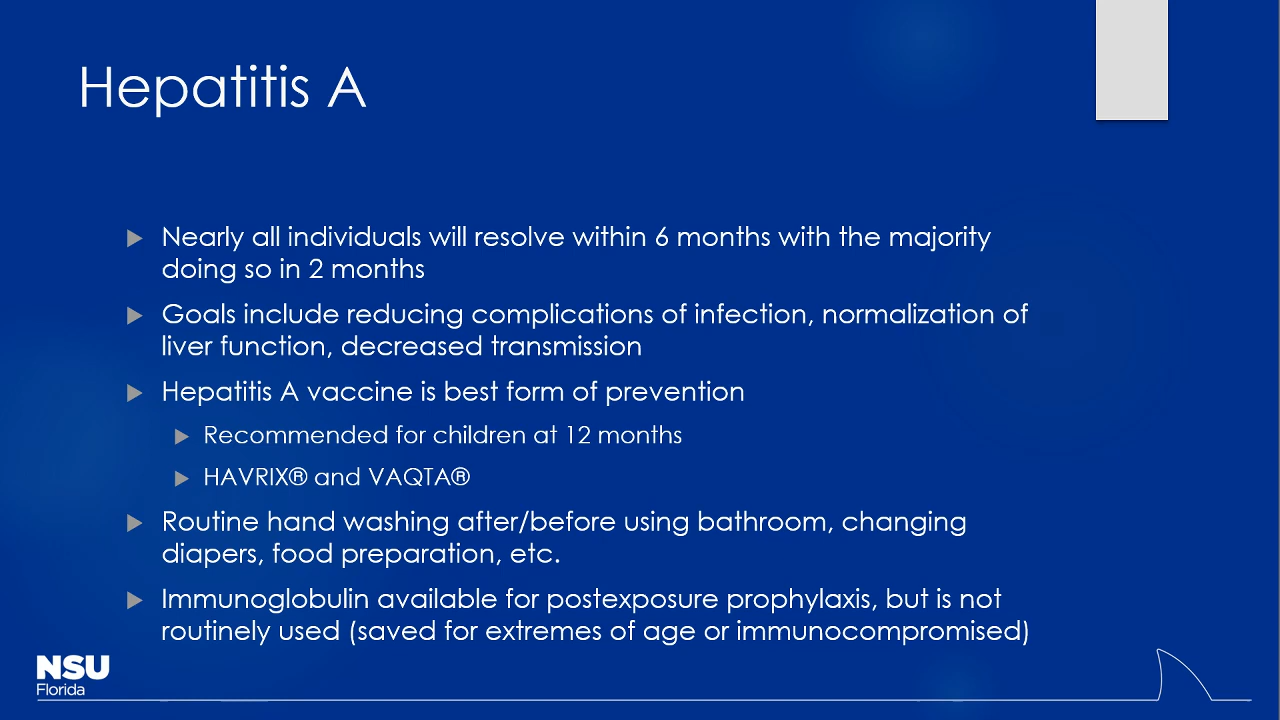 Hepatitis A
Nearly all individuals will resolve within 6 months with the majority
doing so in 2 months
Goals include reducing complications of infection, normalization of
liver function, decreased transmission
Hepatitis A vaccine is best form of prevention
Recommended for children at 12 months
HAVRIX® and VAQTA®
Routine hand washing after/before using bathroom, changing
diapers, food preparation, etc.
Immunoglobulin available for postexposure prophylaxis, but is not
routinely used (saved for extremes of age or immunocompromised)
NSU
Florida